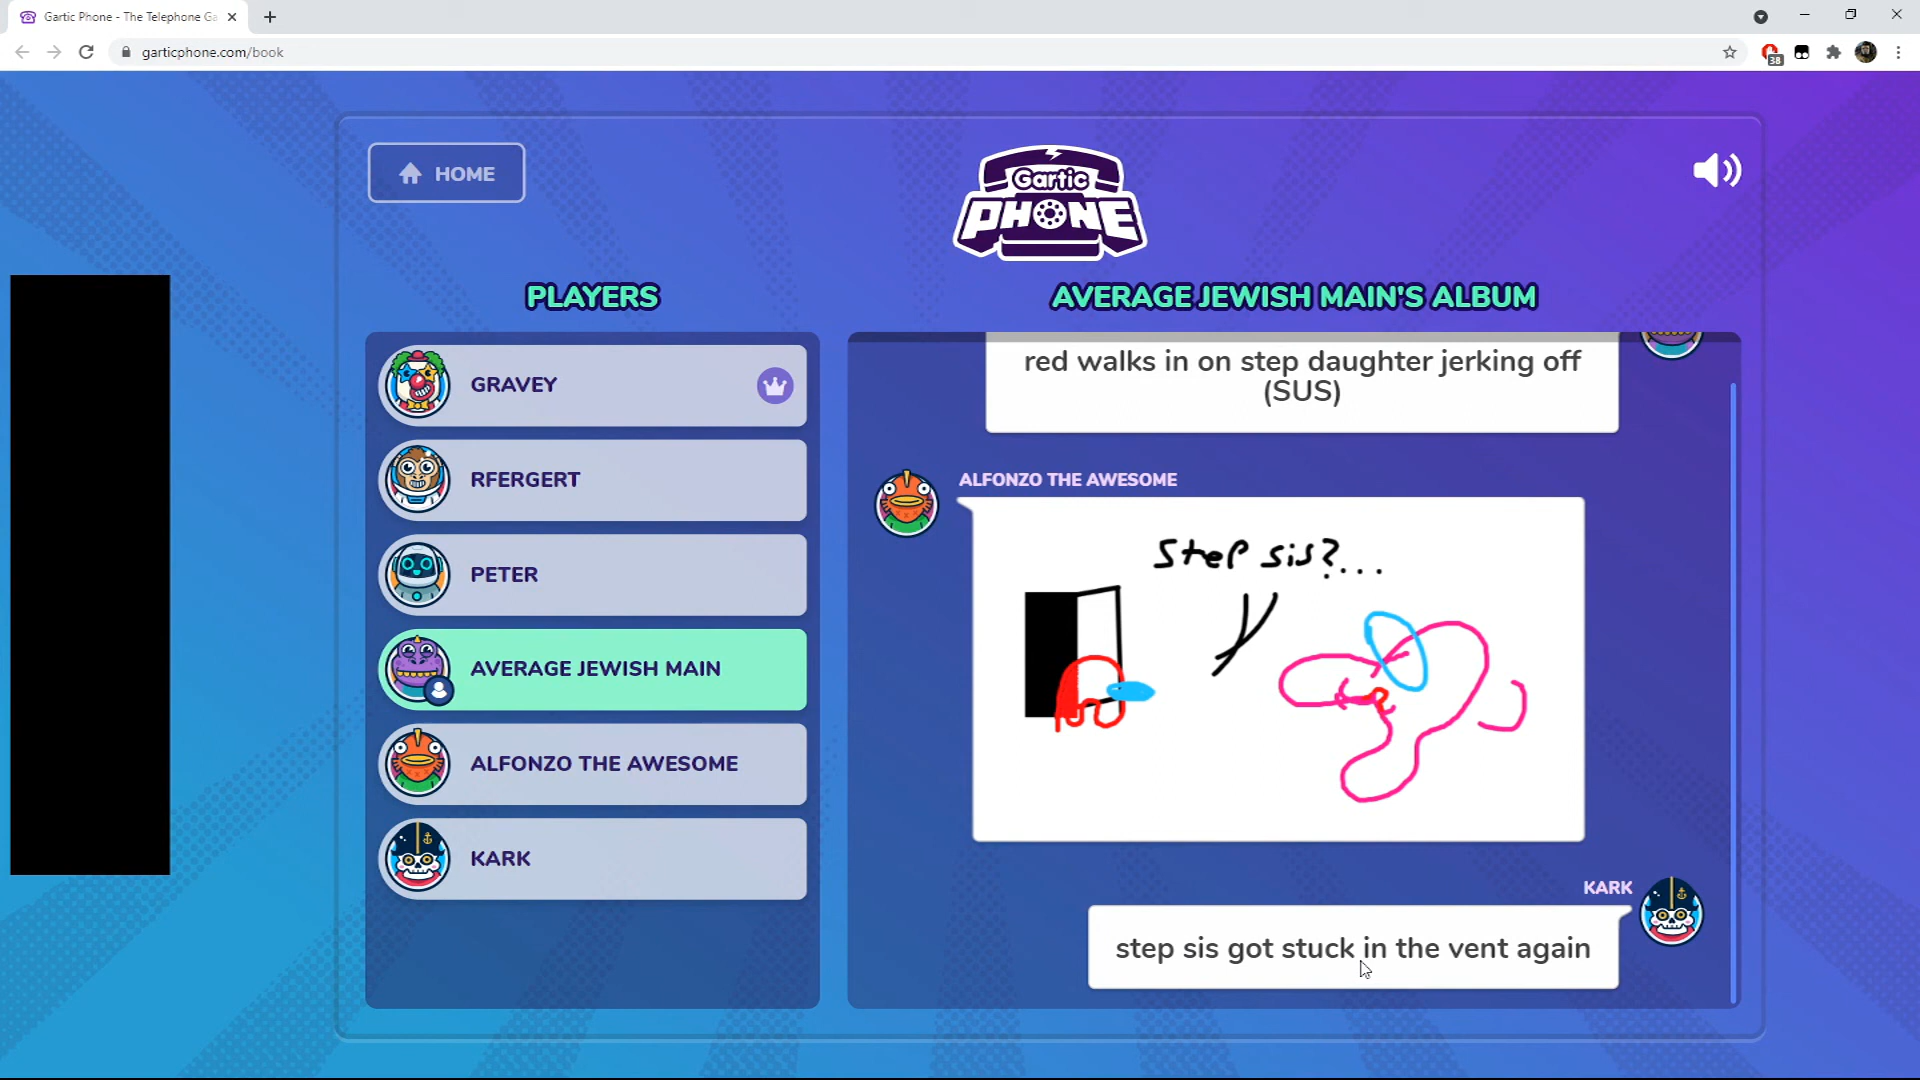 Gartic Phone - The Telephone Ga
garticphone.com/book
38
HOME
Gartic
PHONE
PLAYERS
GRAVEY
RFERGERT
PETER
AVERAGE JEWISH MAIN
ALFONZO THE AWESOME
KARK
AVERAGE JEWISH MAIN'S ALBUM
red walks in on step daughter jerking off
(SUS)
ALFONZO THE AWESOME
Step sis?...
KARK
step sis got stuck in the vent again